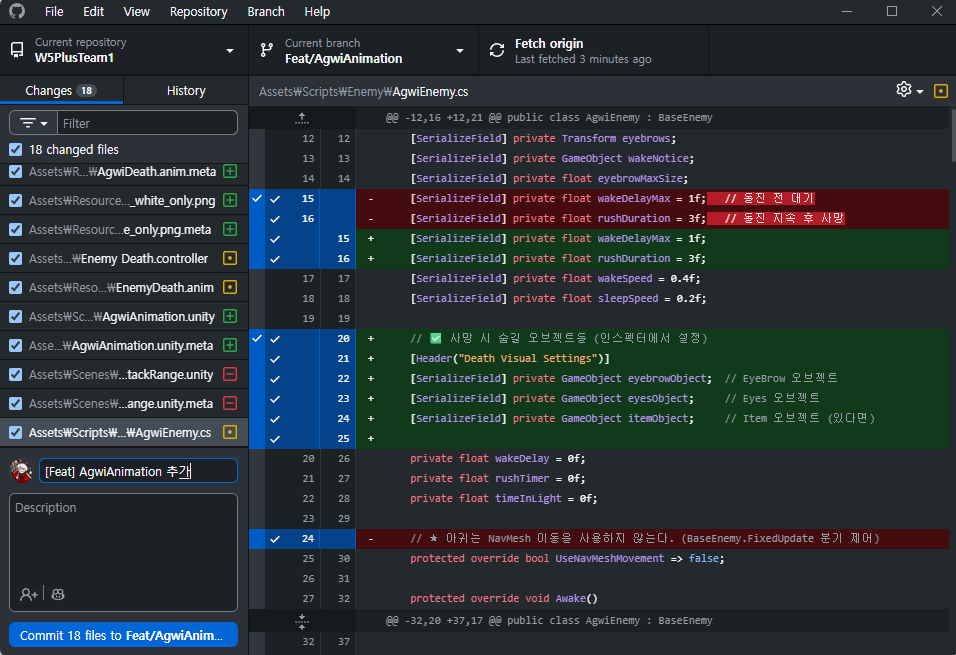 File Edit View Repository Branch Help
Current repository
W5PlusTeam1
Current branch
Feat/AgwiAnimation
Fetch origin
Last fetched 3 minutes ago
Changes 18
History
Filter
18 changed files
Assets₩R...₩AgwiDeath.anim.meta
Assets₩Resource..._white_only.png
Assets₩Resourc...e_only.png.meta
Assets...₩Enemy Death.controller
Assets₩Reso...₩EnemyDeath.anim
Assets₩Sc...₩AgwiAnimation.unity
Asse...₩AgwiAnimation.unity.meta
Assets₩Scenes₩...tackRange.unity
Assets₩Scenes₩...ange.unity.meta
Assets₩Scripts₩...₩AgwiEnemy.cs
[Feat] AgwiAnimation 추가
Description
Commit 18 files to Feat/AgwiAnim...
Assets₩Scripts₩Enemy₩AgwiEnemy.cs
@@ -12,16 +12,21 @@ public class AgwiEnemy : BaseEnemy
12 12 [SerializeField] private Transform eyebrows;
13 13 [SerializeField] private GameObject wakeNotice;
14 14 [SerializeField] private float eyebrowMaxSize;
15 - [SerializeField] private float wakeDelayMax = 1f; // 돌진 전 대기
16 - [SerializeField] private float rushDuration = 3f; // 돌진 지속 후 사망
15 + [SerializeField] private float wakeDelayMax = 1f;
16 + [SerializeField] private float rushDuration = 3f;
17 17 [SerializeField] private float wakeSpeed = 0.4f;
18 18 [SerializeField] private float sleepSpeed = 0.2f;
19 19
20 + // ✅ 사망 시 숨길 오브젝트들 (인스펙터에서 설정)
21 + [Header("Death Visual Settings")]
22 + [SerializeField] private GameObject eyebrowObject; // EyeBrow 오브젝트
23 + [SerializeField] private GameObject eyesObject; // Eyes 오브젝트
24 + [SerializeField] private GameObject itemObject; // Item 오브젝트 (있다면)
25 +
20 26 private float wakeDelay = 0f;
21 27 private float rushTimer = 0f;
22 28 private float timeInLight = 0f;
23 29
24 - // ★ 아귀는 NavMesh 이동을 사용하지 않는다. (BaseEnemy.FixedUpdate 분기 제어)
25 30 protected override bool UseNavMeshMovement => false;
26 31
27 32 protected override void Awake()
@@ -32,20 +37,17 @@ public class AgwiEnemy : BaseEnemy
32 37